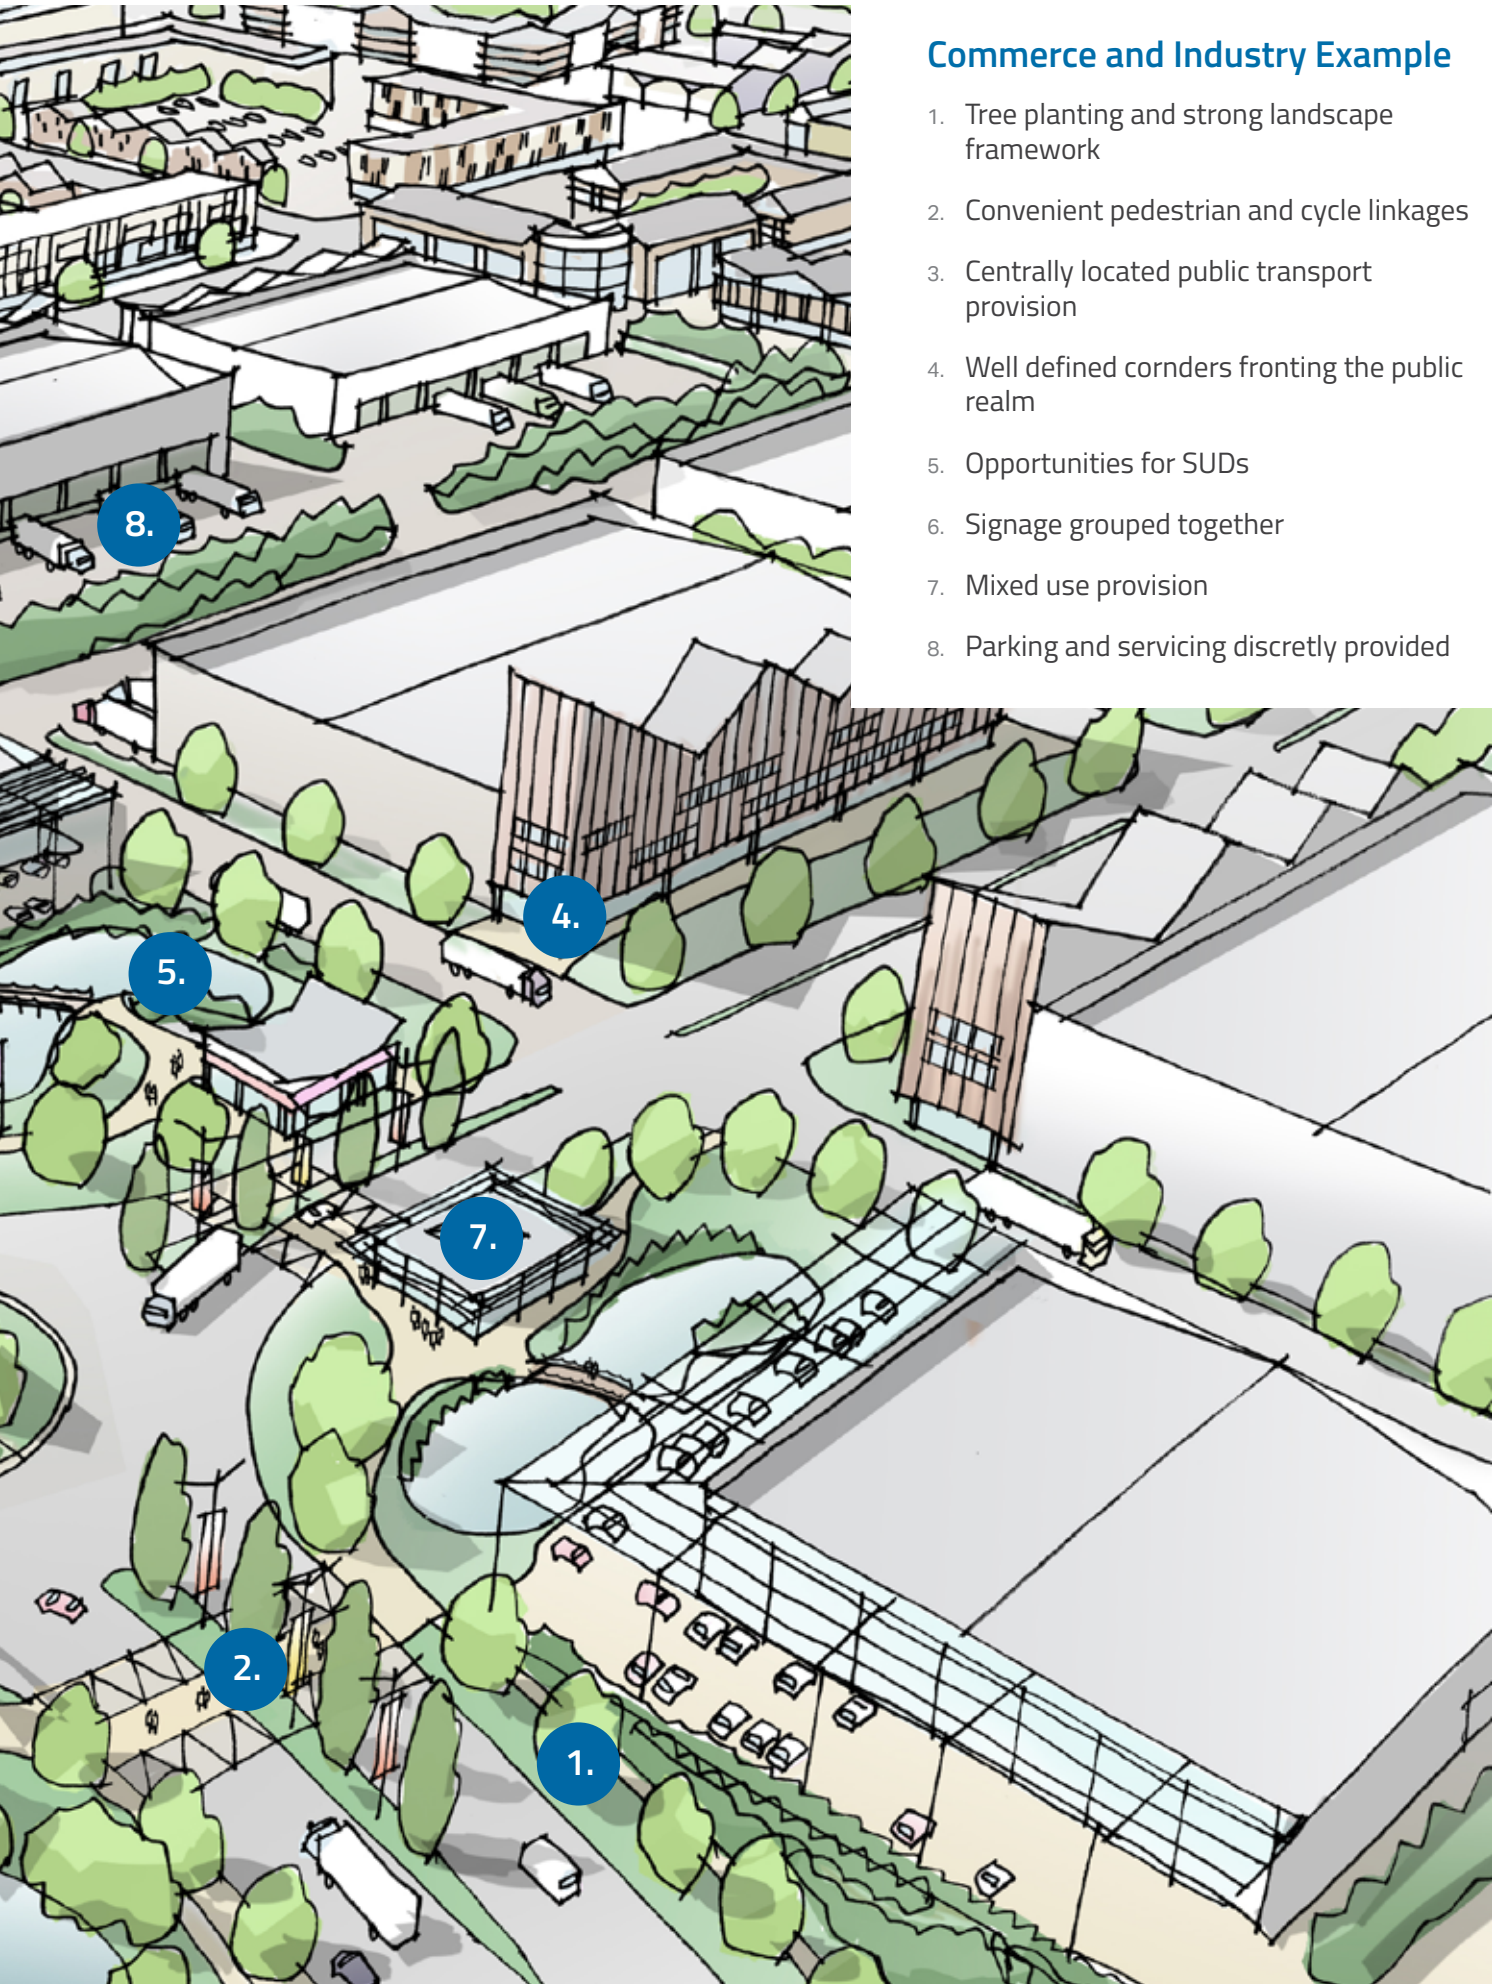 Commerce and Industry Example
1. Tree planting and strong landscape
framework
2. Convenient pedestrian and cycle linkages
3. Centrally located public transport
provision
4. Well defined cornders fronting the public
realm
5. Opportunities for SUDs
6. Signage grouped together
7. Mixed use provision
8. Parking and servicing discretly provided
8.
4.
5.
7.
2.
1.